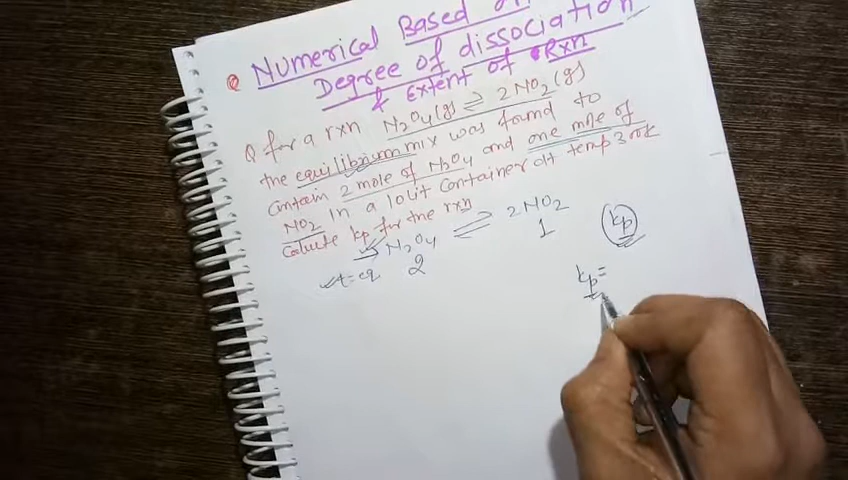 Numerical Based on
Degree of dissociation
& Extent of Rxn
Q for a rxn N₂O₄(g) ⇌ 2NO₂(g)
the equilibrium mix was found to
Contain 2 mole of N₂O₄ and one mole of
NO₂ in a 10lit Container at temp 300K
Calculate Kp for the rxn
N₂O₄ ⇌ 2NO₂ Kp
t=eq 2 1
Kp=